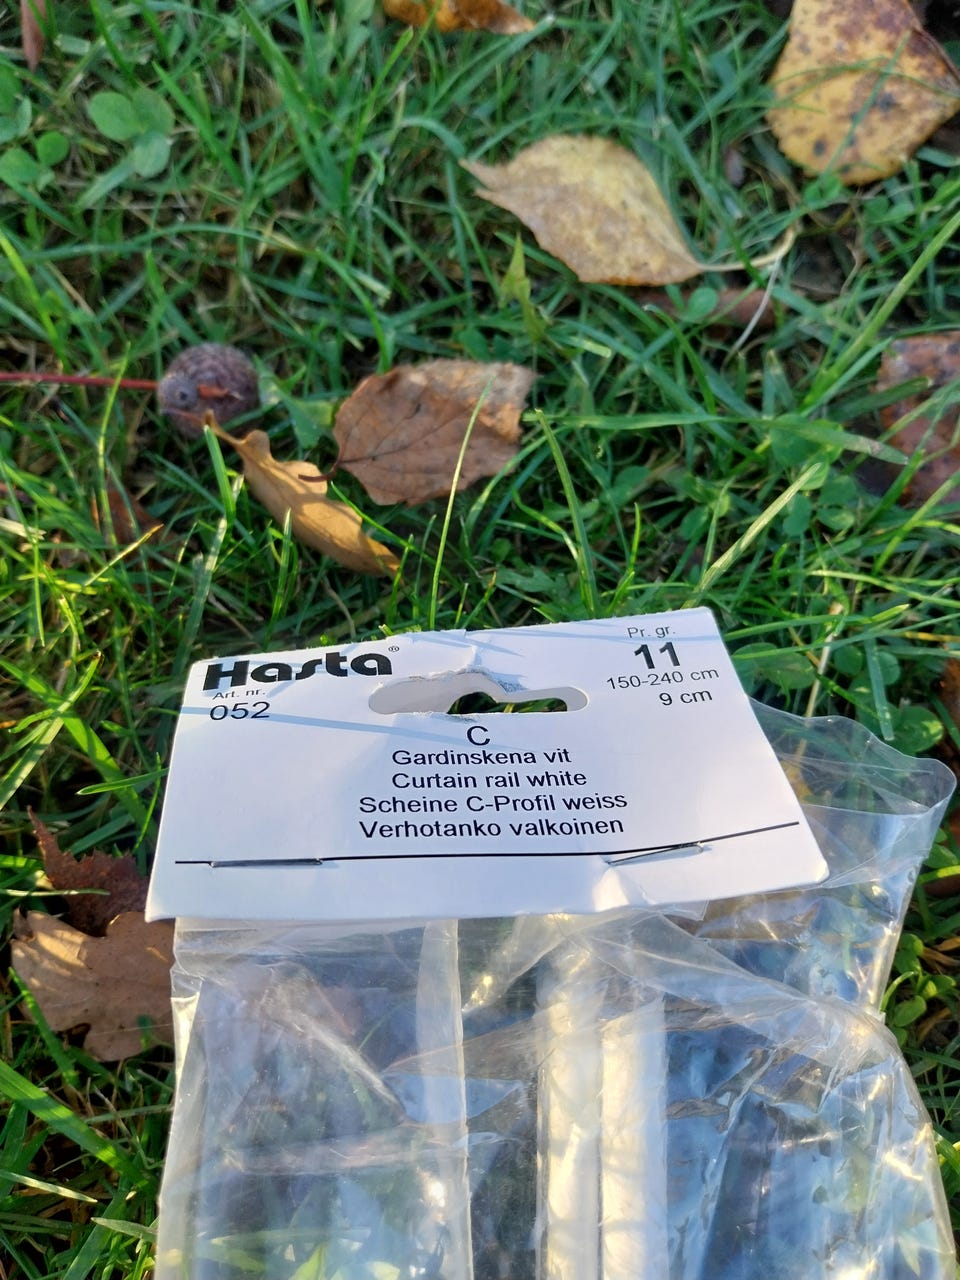 Hasta®
Art. nr.
052
Pr. gr.
11
150-240 cm
9 cm
C
Gardinskena vit
Curtain rail white
Scheine C-Profil weiss
Verhotanko valkoinen